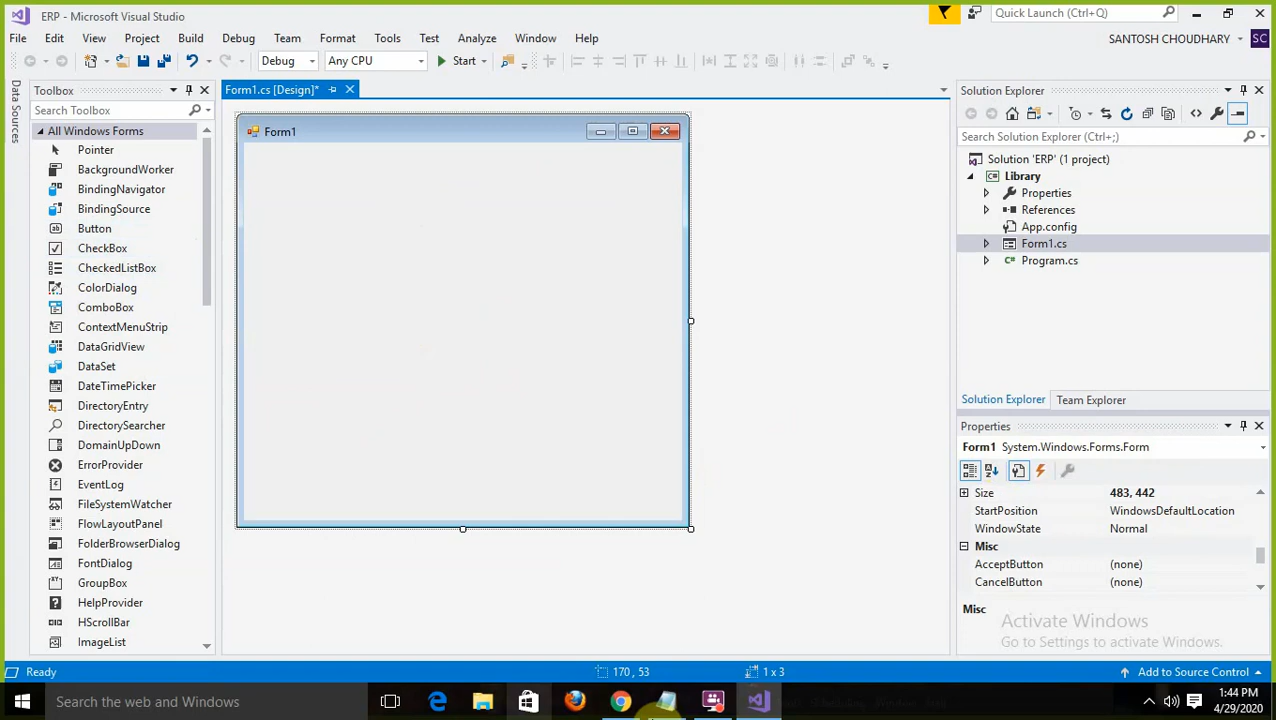 ERP - Microsoft Visual Studio
Quick Launch (Ctrl+Q)
File Edit View Project Build Debug Team Format Tools Test Analyze Window Help
SANTOSH CHOUDHARY SC
Debug Any CPU Start
Data Sources
Toolbox
Search Toolbox
All Windows Forms
Pointer
BackgroundWorker
BindingNavigator
BindingSource
Button
CheckBox
CheckedListBox
ColorDialog
ComboBox
ContextMenuStrip
DataGridView
DataSet
DateTimePicker
DirectoryEntry
DirectorySearcher
DomainUpDown
ErrorProvider
EventLog
FileSystemWatcher
FlowLayoutPanel
FolderBrowserDialog
FontDialog
GroupBox
HelpProvider
HScrollBar
ImageList
Form1.cs [Design]*
Form1
Solution Explorer
Search Solution Explorer (Ctrl+;)
Solution 'ERP' (1 project)
C# Library
Properties
References
App.config
Form1.cs
C# Program.cs
Solution Explorer Team Explorer
Properties
Form1 System.Windows.Forms.Form
Size 483, 442
StartPosition WindowsDefaultLocation
WindowState Normal
Misc
AcceptButton (none)
CancelButton (none)
Misc
Activate Windows
Go to Settings to activate Windows.
Ready 170 , 53 1 x 3 Add to Source Control
Search the web and Windows
1:44 PM
4/29/2020